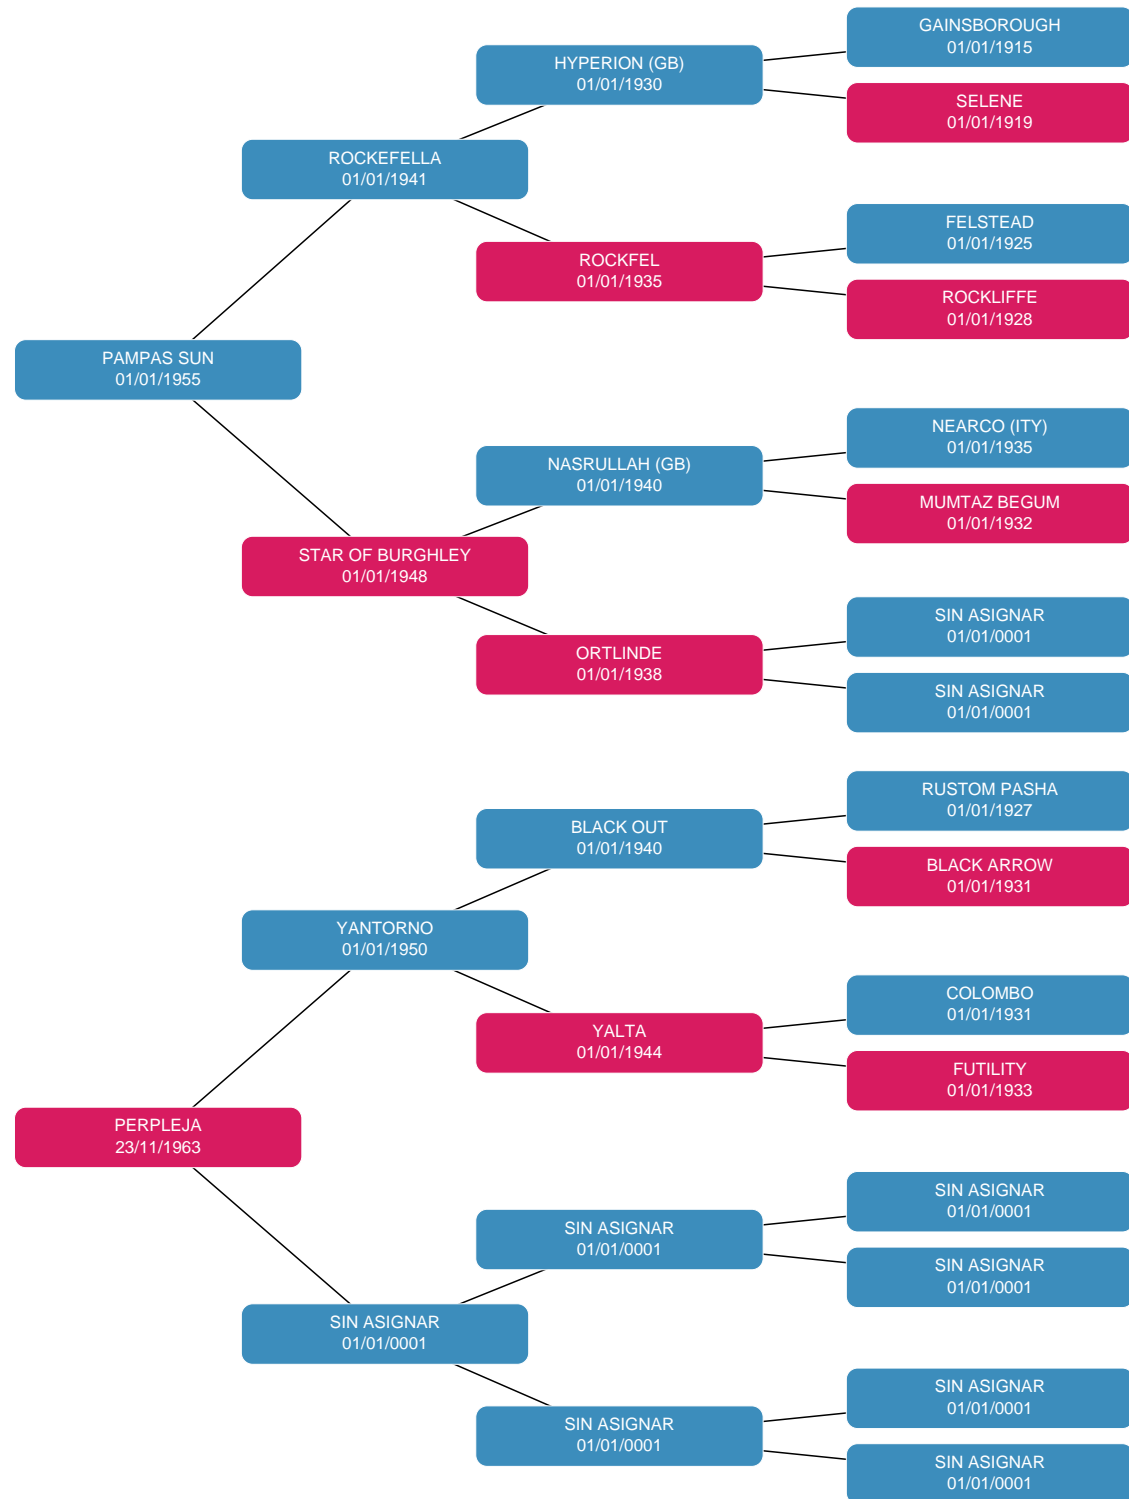 GAINSBOROUGH
01/01/1915
HYPERION (GB)
01/01/1930
SELENE
01/01/1919
ROCKEFELLA
01/01/1941
FELSTEAD
01/01/1925
ROCKFEL
01/01/1935
ROCKLIFFE
01/01/1928
PAMPAS SUN
01/01/1955
NEARCO (ITY)
01/01/1935
NASRULLAH (GB)
01/01/1940
MUMTAZ BEGUM
01/01/1932
STAR OF BURGHLEY
01/01/1948
SIN ASIGNAR
01/01/0001
ORTLINDE
01/01/1938
SIN ASIGNAR
01/01/0001
RUSTOM PASHA
01/01/1927
BLACK OUT
01/01/1940
BLACK ARROW
01/01/1931
YANTORNO
01/01/1950
COLOMBO
01/01/1931
YALTA
01/01/1944
FUTILITY
01/01/1933
PERPLEJA
23/11/1963
SIN ASIGNAR
01/01/0001
SIN ASIGNAR
01/01/0001
SIN ASIGNAR
01/01/0001
SIN ASIGNAR
01/01/0001
SIN ASIGNAR
01/01/0001
SIN ASIGNAR
01/01/0001
SIN ASIGNAR
01/01/0001